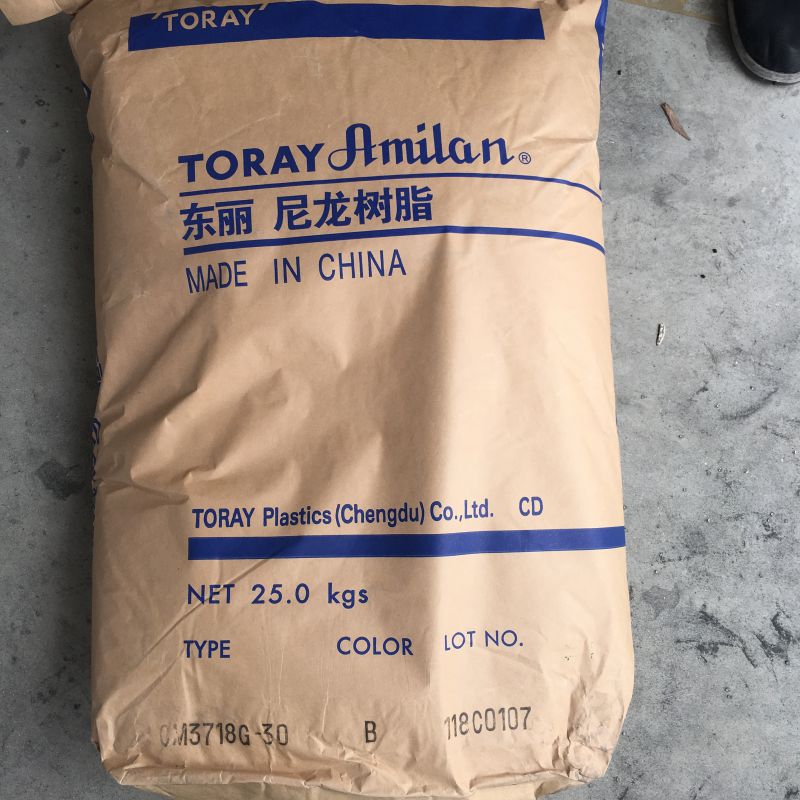 TORAY
TORAY Amilan®
东丽 尼龙树脂
MADE IN CHINA
TORAY Plastics (Chengdu) Co.,Ltd. CD
NET 25.0 kgs
TYPE COLOR LOT NO.
CM3718G-30 B 118C0107